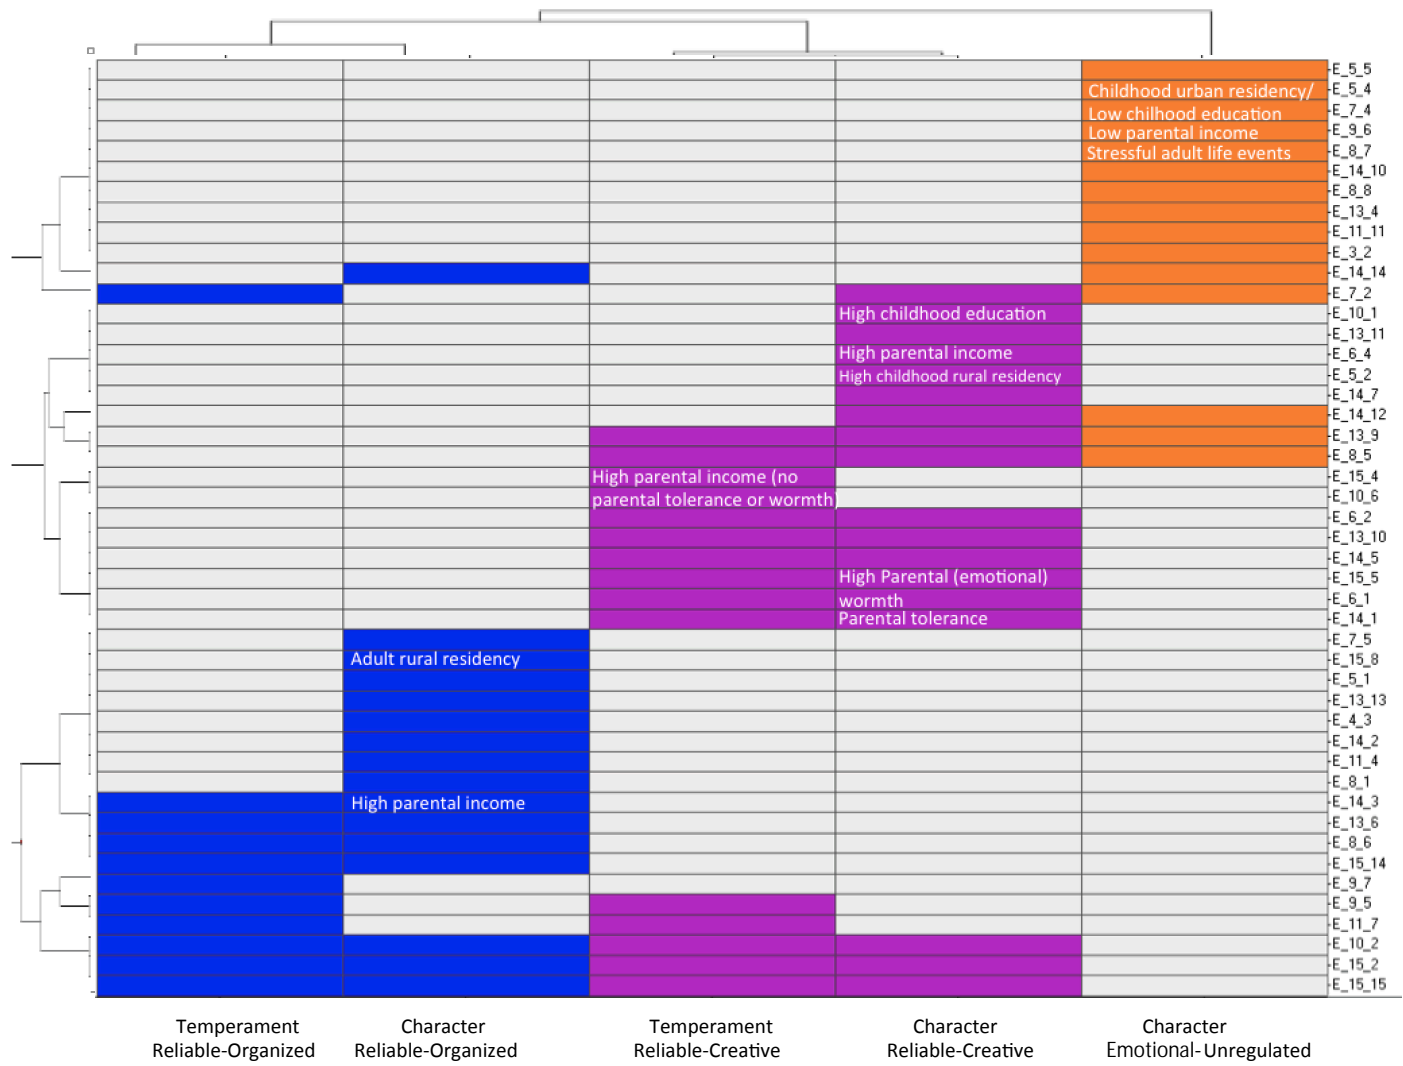 E_5_5
Childhood urban residency/ E_5_4
Low chilhood education E_7_4
Low parental income E_9_6
Stressful adult life events E_8_7
E_14_10
E_8_8
E_13_4
E_11_11
E_3_2
E_14_14
E_7_2
High childhood education E_10_1
E_13_11
High parental income E_6_4
High childhood rural residency E_5_2
E_14_7
E_14_12
E_13_9
E_8_5
High parental income (no E_15_4
parental tolerance or wormth) E_10_6
E_6_2
E_13_10
E_14_5
High Parental (emotional) E_15_5
wormth E_6_1
Parental tolerance E_14_1
E_7_5
Adult rural residency E_15_8
E_5_1
E_13_13
E_4_3
E_14_2
E_11_4
E_8_1
High parental income E_14_3
E_13_6
E_8_6
E_15_14
E_9_7
E_9_5
E_11_7
E_10_2
E_15_2
E_15_15
Temperament Character Temperament Character Character
Reliable-Organized Reliable-Organized Reliable-Creative Reliable-Creative Emotional-Unregulated